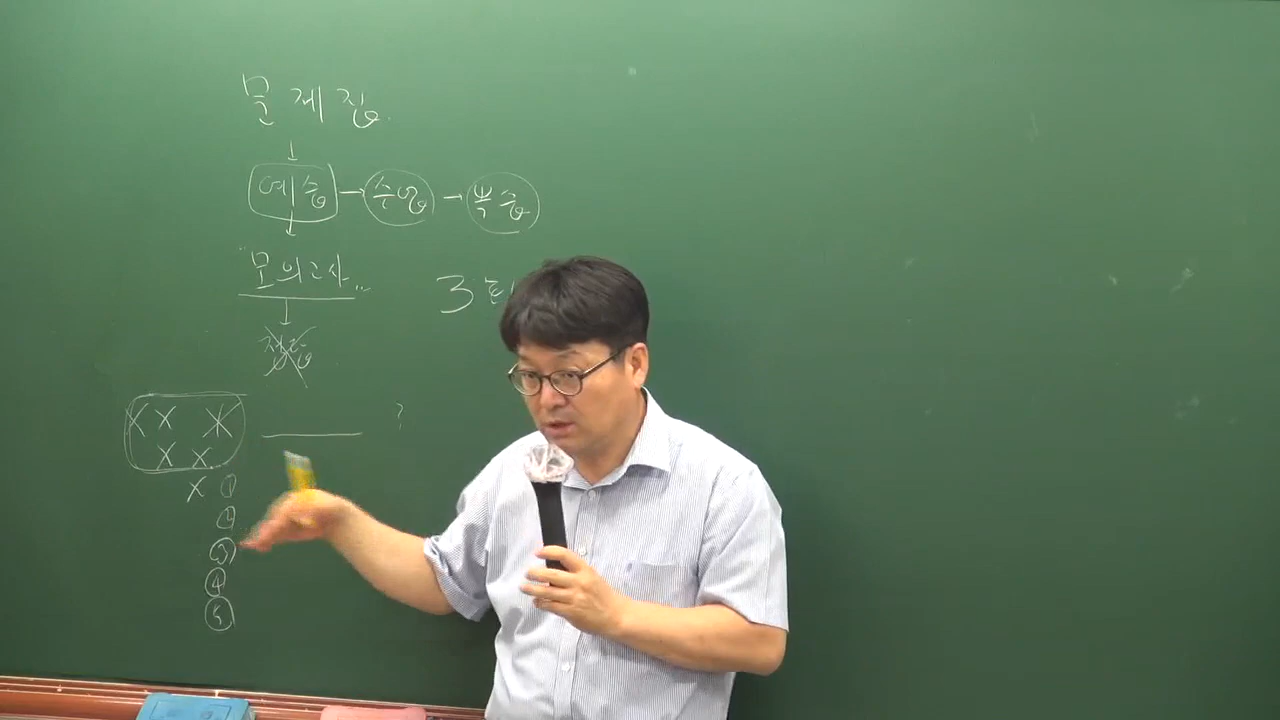 문제집
예습 → 수업 → 복습
"모의고사"
3회
X X X ?
X X
X ①
②
③
④
⑤